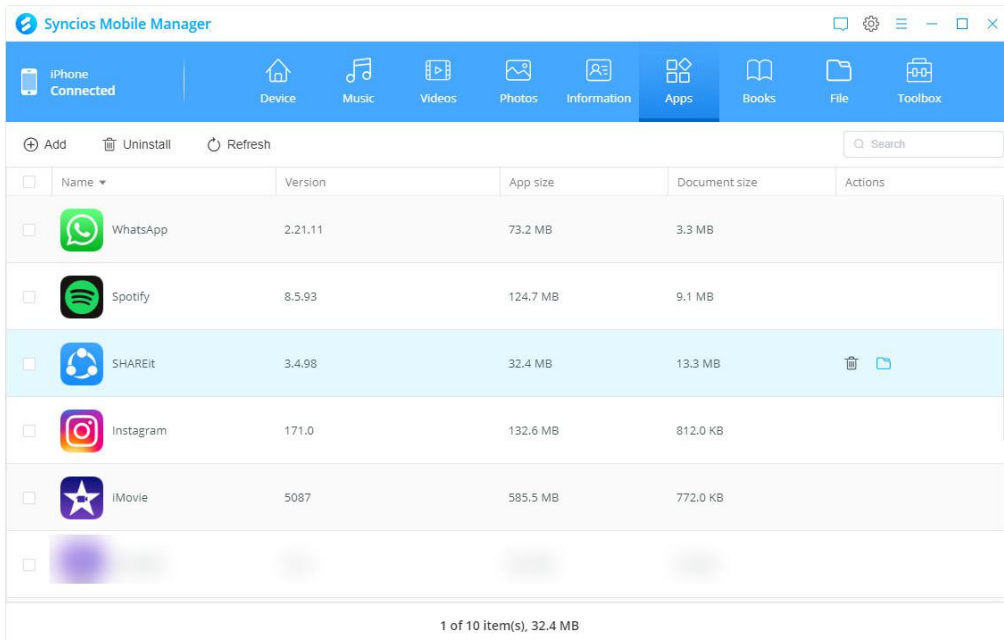 Syncios Mobile Manager
iPhone
Connected
Device Music Videos Photos Information Apps Books File Toolbox
Add Uninstall Refresh Search
Name Version App size Document size Actions
WhatsApp 2.21.11 73.2 MB 3.3 MB
Spotify 8.5.93 124.7 MB 9.1 MB
SHAREit 3.4.98 32.4 MB 13.3 MB
Instagram 171.0 132.6 MB 812.0 KB
iMovie 5087 585.5 MB 772.0 KB
1 of 10 item(s), 32.4 MB